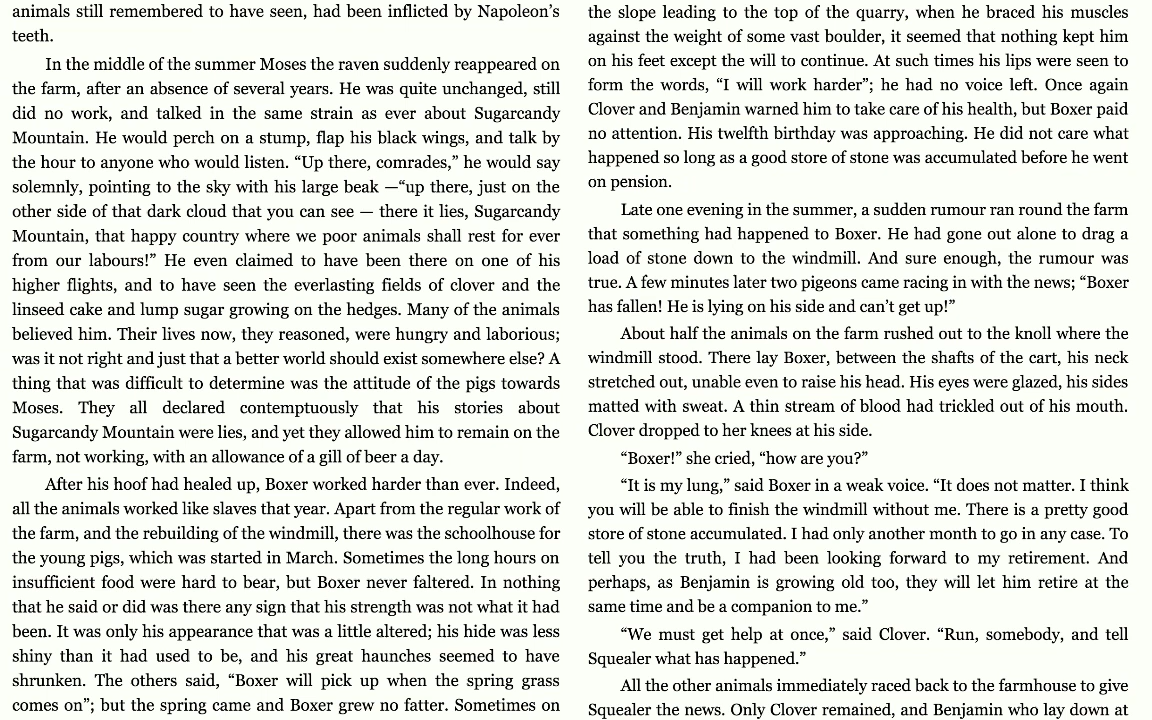 animals still remembered to have seen, had been inflicted by Napoleon’s
teeth.
In the middle of the summer Moses the raven suddenly reappeared on
the farm, after an absence of several years. He was quite unchanged, still
did no work, and talked in the same strain as ever about Sugarcandy
Mountain. He would perch on a stump, flap his black wings, and talk by
the hour to anyone who would listen. “Up there, comrades,” he would say
solemnly, pointing to the sky with his large beak —“up there, just on the
other side of that dark cloud that you can see — there it lies, Sugarcandy
Mountain, that happy country where we poor animals shall rest for ever
from our labours!” He even claimed to have been there on one of his
higher flights, and to have seen the everlasting fields of clover and the
linseed cake and lump sugar growing on the hedges. Many of the animals
believed him. Their lives now, they reasoned, were hungry and laborious;
was it not right and just that a better world should exist somewhere else? A
thing that was difficult to determine was the attitude of the pigs towards
Moses. They all declared contemptuously that his stories about
Sugarcandy Mountain were lies, and yet they allowed him to remain on the
farm, not working, with an allowance of a gill of beer a day.
After his hoof had healed up, Boxer worked harder than ever. Indeed,
all the animals worked like slaves that year. Apart from the regular work of
the farm, and the rebuilding of the windmill, there was the schoolhouse for
the young pigs, which was started in March. Sometimes the long hours on
insufficient food were hard to bear, but Boxer never faltered. In nothing
that he said or did was there any sign that his strength was not what it had
been. It was only his appearance that was a little altered; his hide was less
shiny than it had used to be, and his great haunches seemed to have
shrunken. The others said, “Boxer will pick up when the spring grass
comes on”; but the spring came and Boxer grew no fatter. Sometimes on
the slope leading to the top of the quarry, when he braced his muscles
against the weight of some vast boulder, it seemed that nothing kept him
on his feet except the will to continue. At such times his lips were seen to
form the words, “I will work harder”; he had no voice left. Once again
Clover and Benjamin warned him to take care of his health, but Boxer paid
no attention. His twelfth birthday was approaching. He did not care what
happened so long as a good store of stone was accumulated before he went
on pension.
Late one evening in the summer, a sudden rumour ran round the farm
that something had happened to Boxer. He had gone out alone to drag a
load of stone down to the windmill. And sure enough, the rumour was
true. A few minutes later two pigeons came racing in with the news; “Boxer
has fallen! He is lying on his side and can’t get up!”
About half the animals on the farm rushed out to the knoll where the
windmill stood. There lay Boxer, between the shafts of the cart, his neck
stretched out, unable even to raise his head. His eyes were glazed, his sides
matted with sweat. A thin stream of blood had trickled out of his mouth.
Clover dropped to her knees at his side.
“Boxer!” she cried, “how are you?”
“It is my lung,” said Boxer in a weak voice. “It does not matter. I think
you will be able to finish the windmill without me. There is a pretty good
store of stone accumulated. I had only another month to go in any case. To
tell you the truth, I had been looking forward to my retirement. And
perhaps, as Benjamin is growing old too, they will let him retire at the
same time and be a companion to me.”
“We must get help at once,” said Clover. “Run, somebody, and tell
Squealer what has happened.”
All the other animals immediately raced back to the farmhouse to give
Squealer the news. Only Clover remained, and Benjamin who lay down at